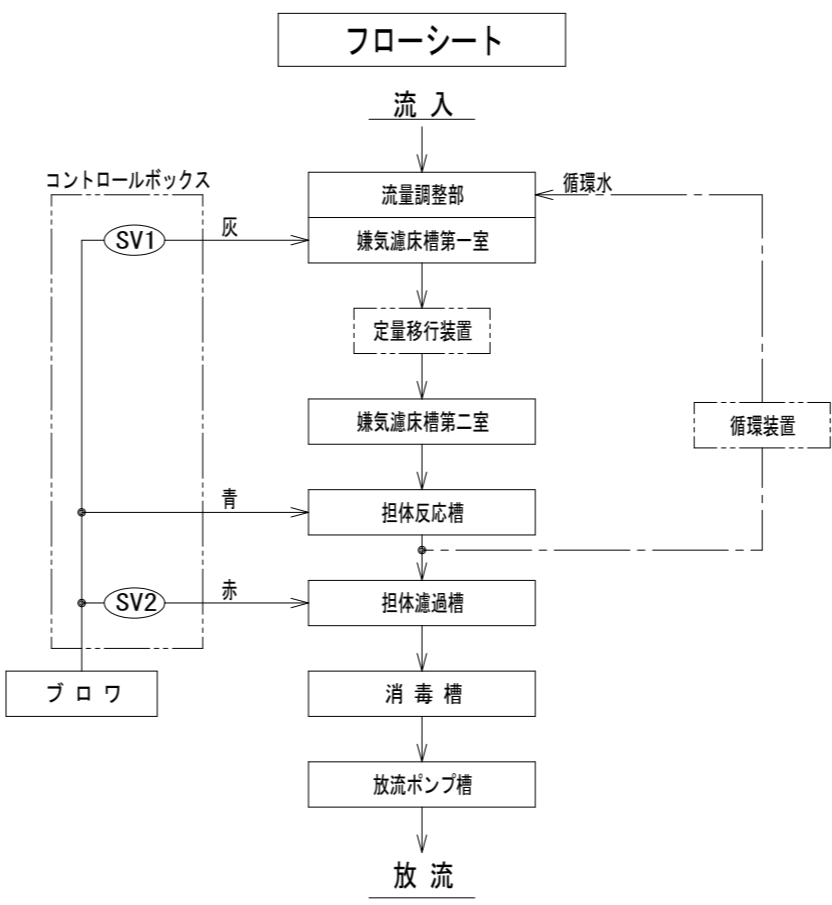 フローシート
流 入
コントロールボックス
流量調整部
循環水
SV1
灰
嫌気濾床槽第一室
定量移行装置
嫌気濾床槽第二室
循環装置
青
担体反応槽
SV2
赤
担体濾過槽
ブ ロ ワ
消 毒 槽
放流ポンプ槽
放 流